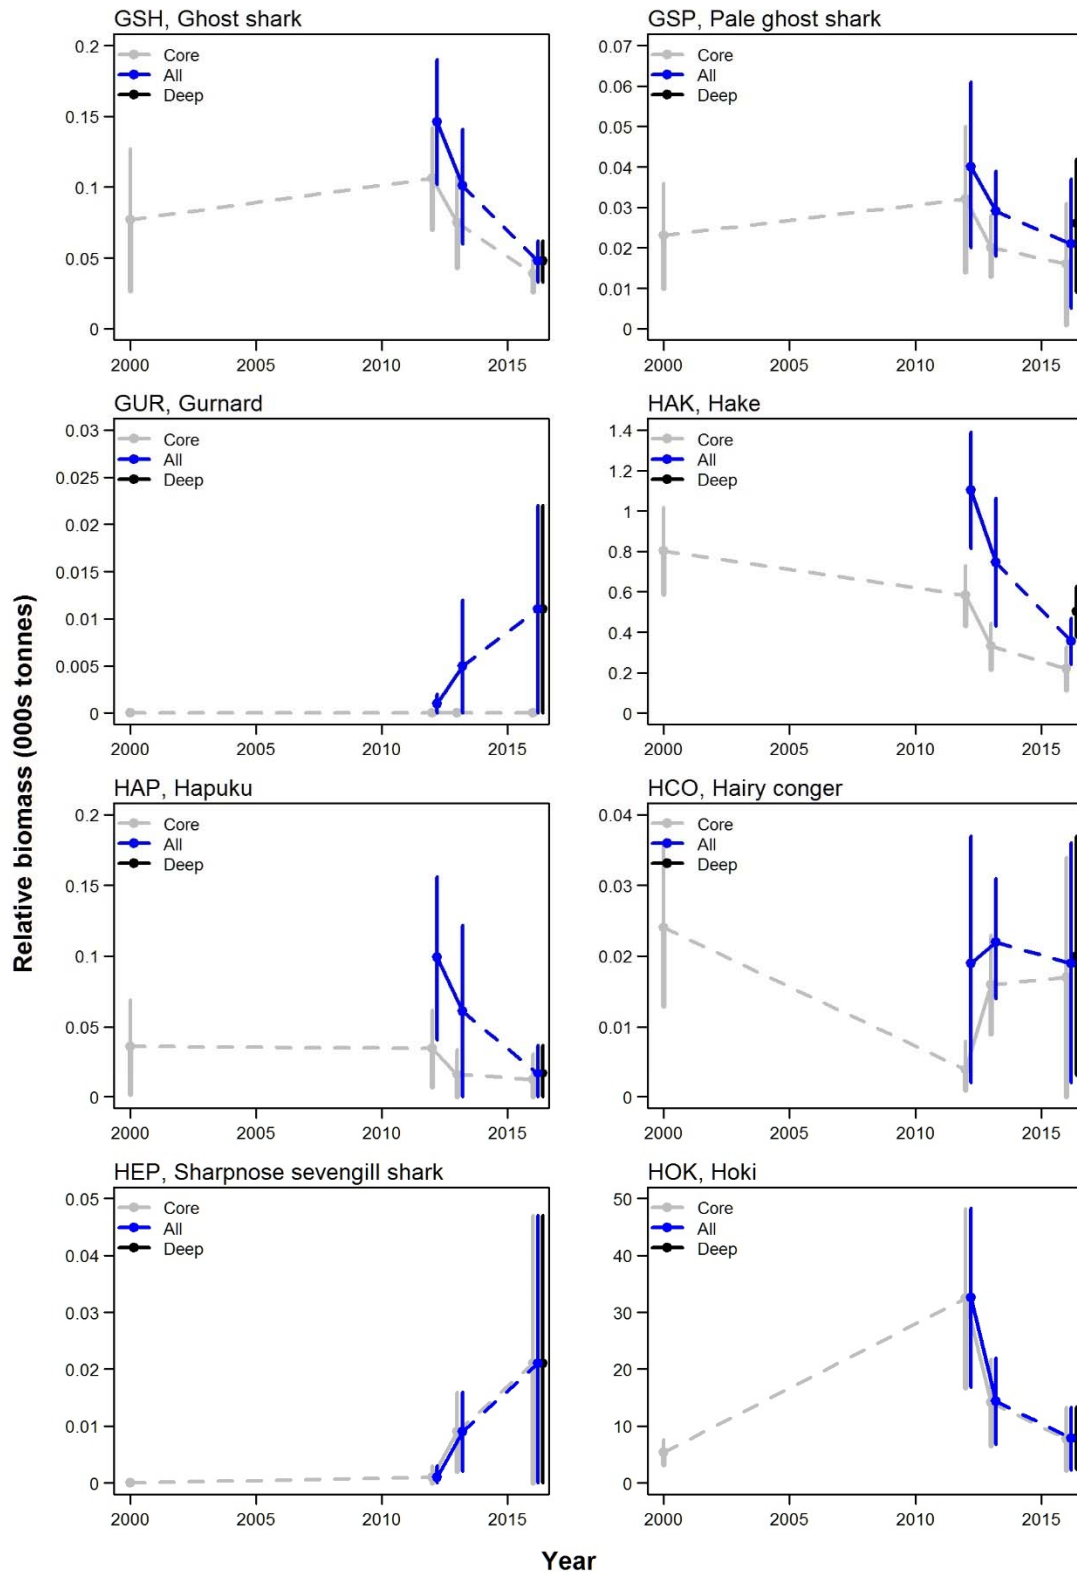 GSH, Ghost shark
0.2
0.15
0.1
0.05
0
Core
All
Deep
2000 2005 2010 2015
GSP, Pale ghost shark
0.07
0.06
0.05
0.04
0.03
0.02
0.01
0
Core
All
Deep
2000 2005 2010 2015
GUR, Gurnard
0.03
0.025
0.02
0.015
0.01
0.005
0
Core
All
Deep
2000 2005 2010 2015
HAK, Hake
1.4
1.2
1
0.8
0.6
0.4
0.2
0
Core
All
Deep
2000 2005 2010 2015
HAP, Hapuku
0.2
0.15
0.1
0.05
0
Core
All
Deep
2000 2005 2010 2015
HCO, Hairy conger
0.04
0.03
0.02
0.01
0
Core
All
Deep
2000 2005 2010 2015
HEP, Sharpnose sevengill shark
0.05
0.04
0.03
0.02
0.01
0
Core
All
Deep
2000 2005 2010 2015
HOK, Hoki
50
40
30
20
10
0
Core
All
Deep
2000 2005 2010 2015
Relative biomass (000s tonnes)
Year